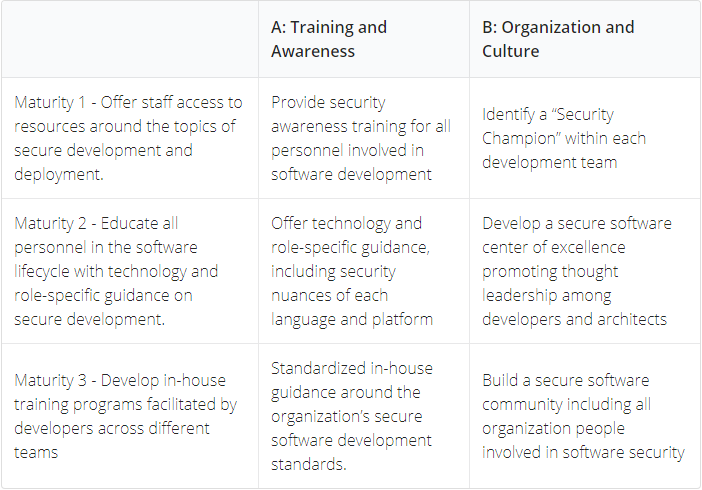 A: Training and
Awareness
B: Organization and
Culture
Maturity 1 - Offer staff access to
resources around the topics of
secure development and
deployment.
Provide security
awareness training for all
personnel involved in
software development
Identify a “Security
Champion” within each
development team
Maturity 2 - Educate all
personnel in the software
lifecycle with technology and
role-specific guidance on
secure development.
Offer technology and
role-specific guidance,
including security
nuances of each
language and platform
Develop a secure software
center of excellence
promoting thought
leadership among
developers and architects
Maturity 3 - Develop in-house
training programs facilitated by
developers across different
teams
Standardized in-house
guidance around the
organization’s secure
software development
standards.
Build a secure software
community including all
organization people
involved in software security